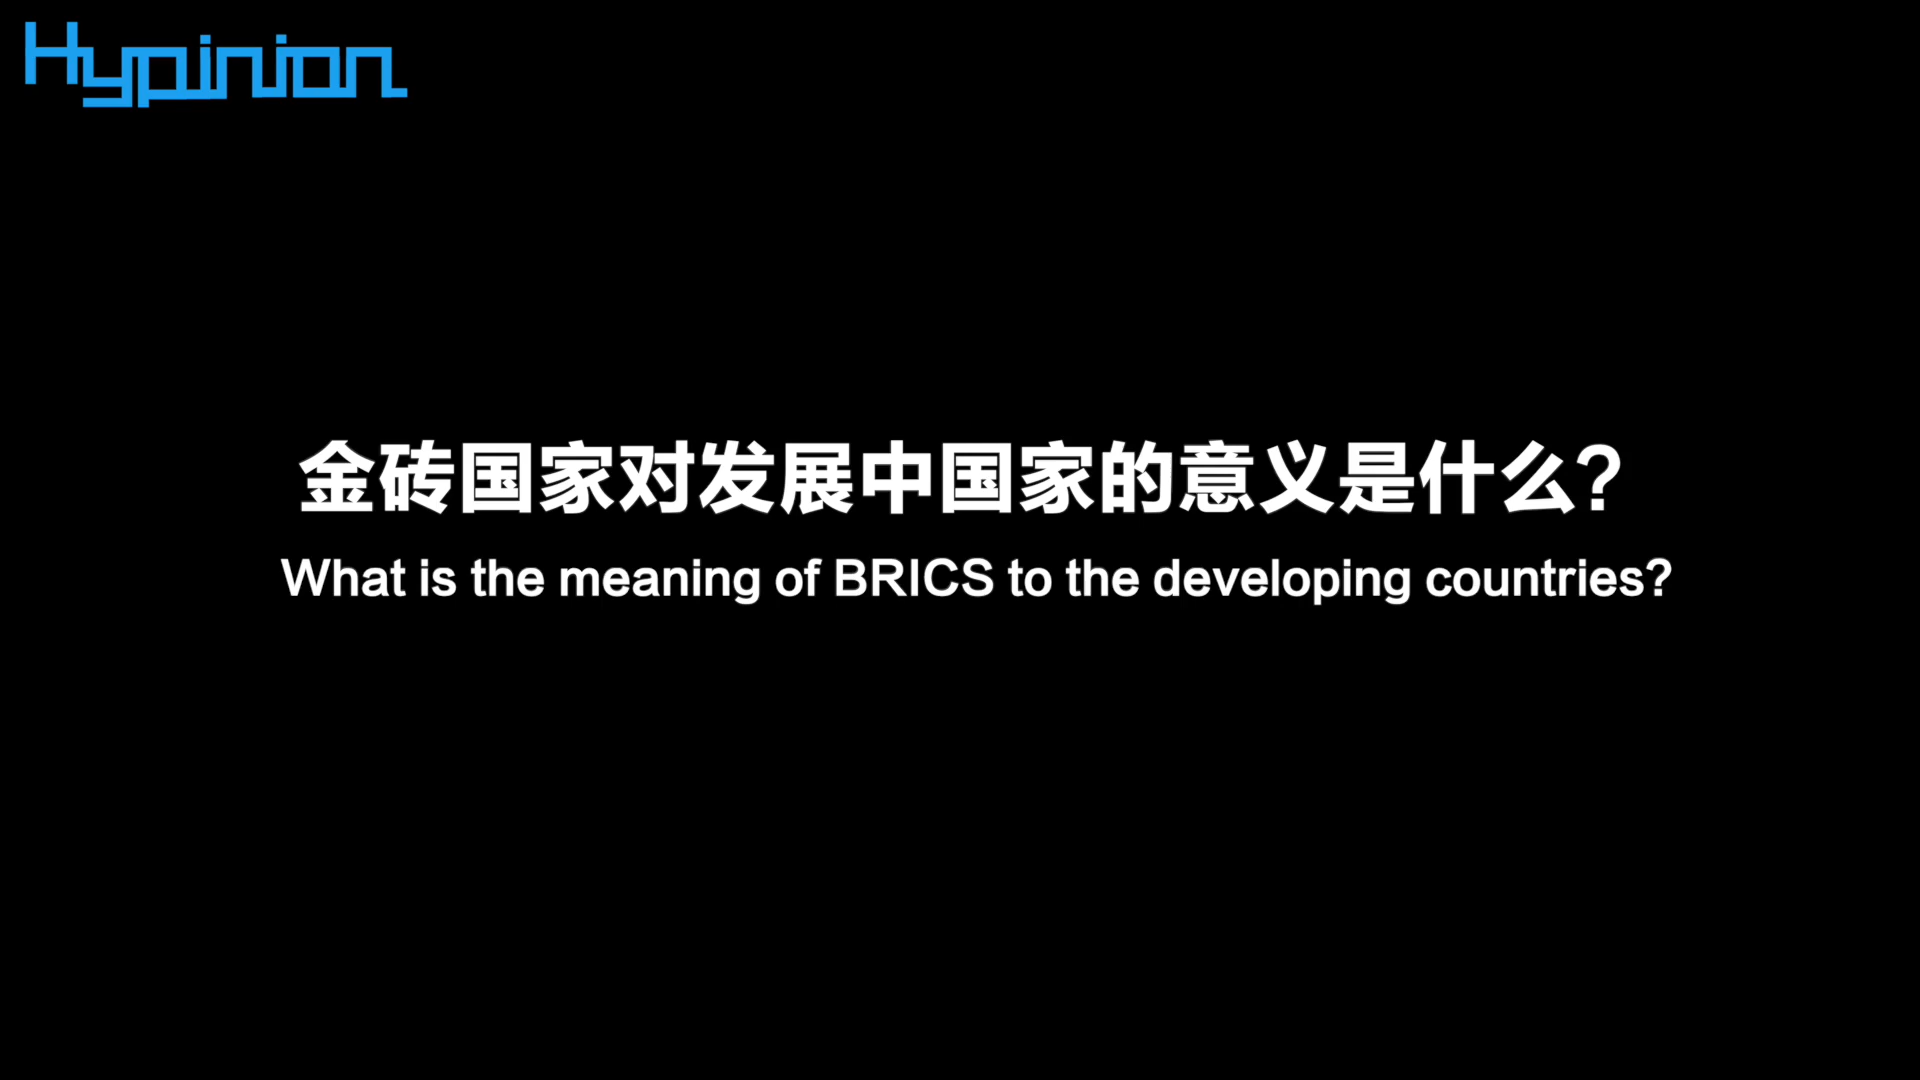 Hypinion
金砖国家对发展中国家的意义是什么?
What is the meaning of BRICS to the developing countries?